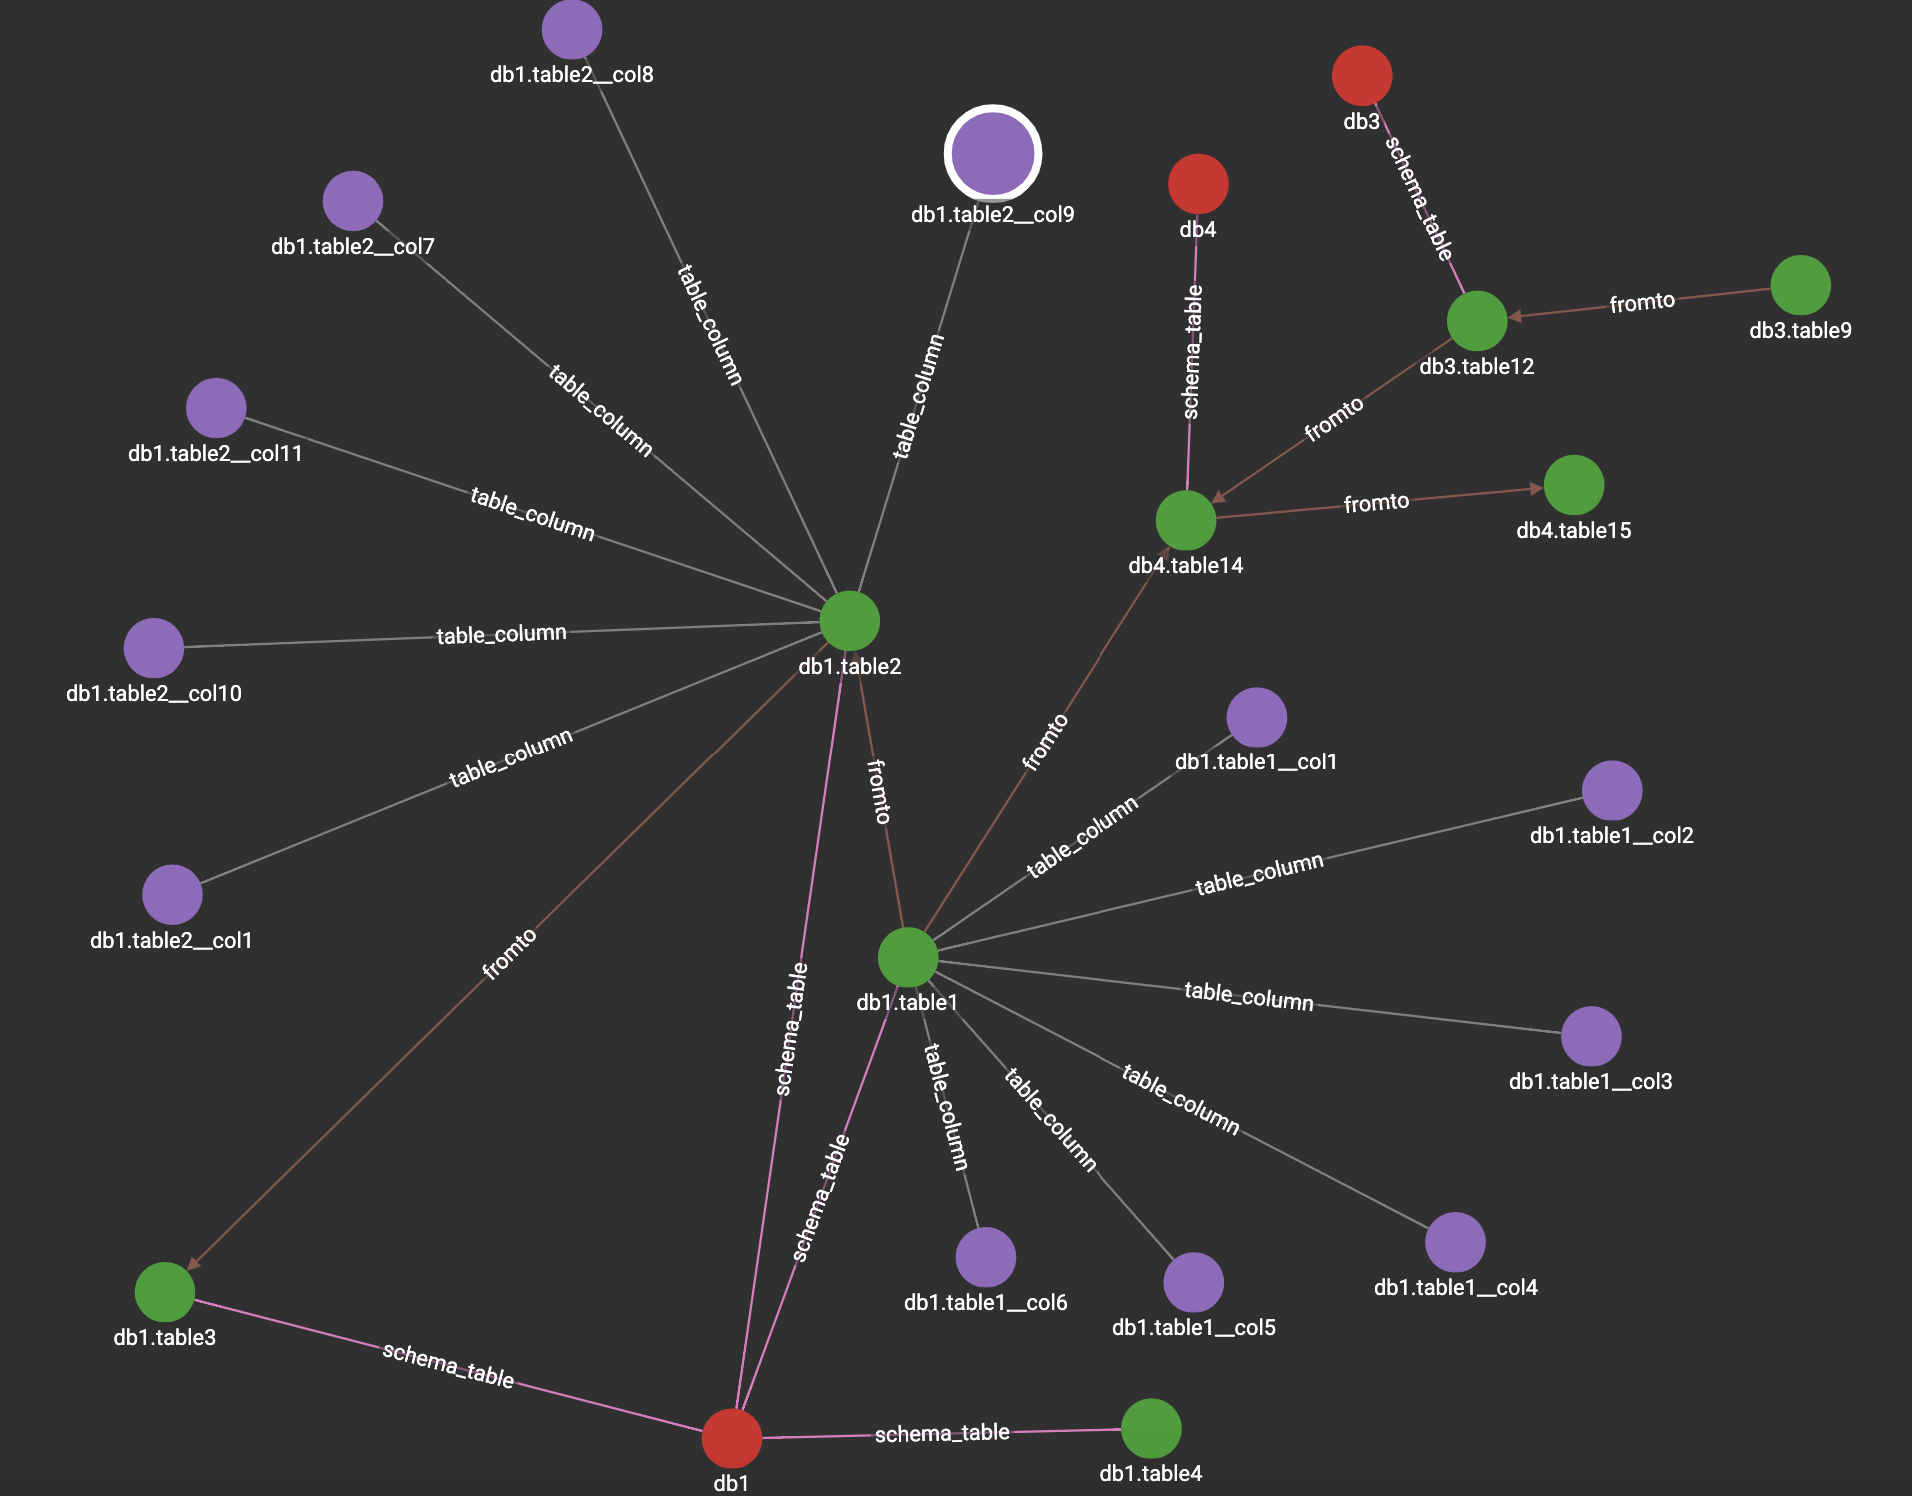 db1.table2__col8
db3
schema_table
db1.table2__col9
db4
db1.table2__col7
table_column
schema_table
fromto
db3.table9
db3.table12
table_column
table_column
fromto
db1.table2__col11
table_column
fromto
db4.table15
db4.table14
table_column
db1.table2
db1.table2__col10
table_column
fromto
db1.table1__col1
table_column
fromto
table_column
db1.table1__col2
table_column
db1.table2__col1
fromto
table_column
db1.table1
schema_table
db1.table1__col3
table_column
table_column
table_column
schema_table
db1.table1__col4
db1.table1__col6
db1.table1__col5
db1.table3
schema_table
schema_table
db1.table4
db1